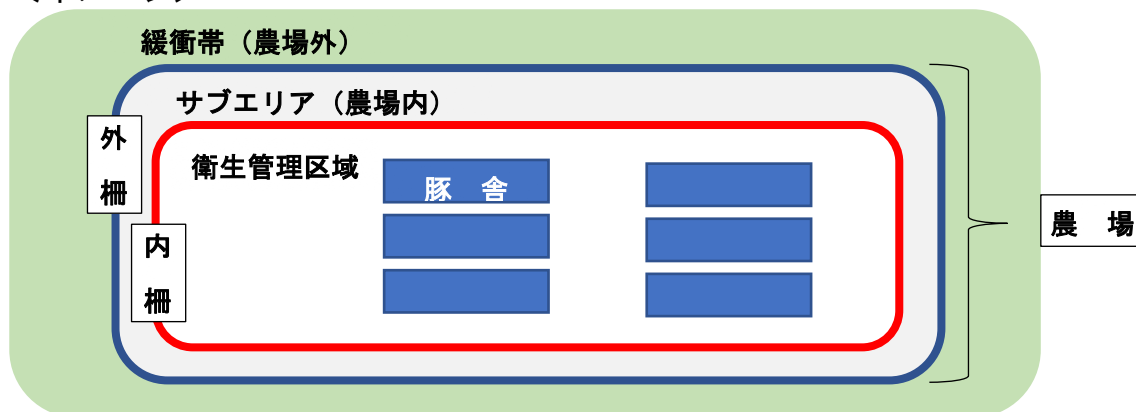 緩衝帯（農場外）
サブエリア（農場内）
外柵
衛生管理区域
豚　舎
内柵
農　場